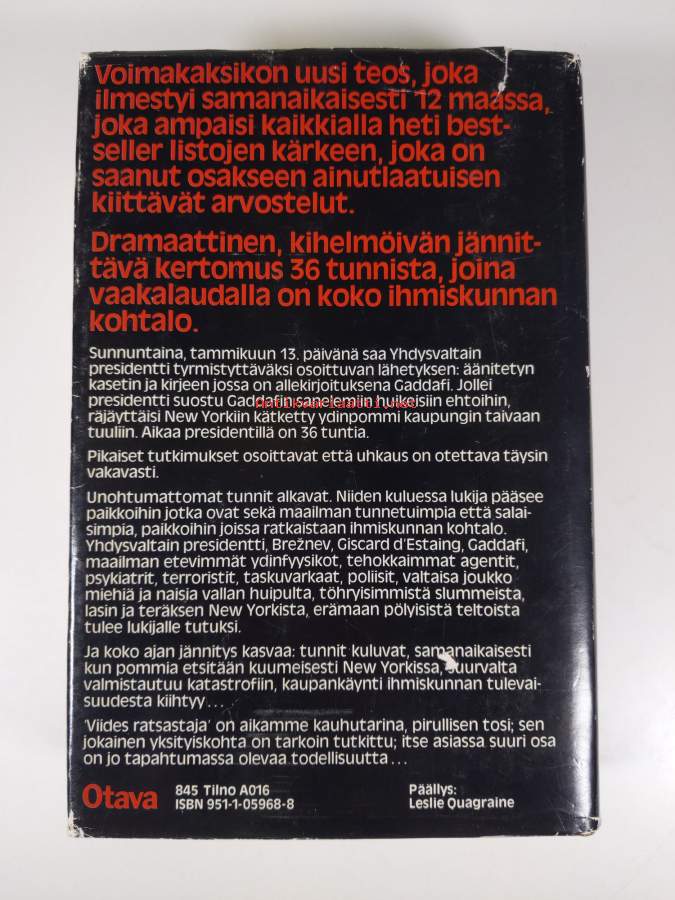 Voimakaksikon uusi teos, joka
ilmestyi samanaikaisesti 12 maassa,
joka ampaisi kaikkialla heti best-
seller listojen kärkeen, joka on
saanut osakseen ainutlaatuisen
kiittävät arvostelut.
Dramaattinen, kihelmöivän jännit-
tävä kertomus 36 tunnista, joina
vaakalaudalla on koko ihmiskunnan
kohtalo.
Sunnuntaina, tammikuun 13. päivänä saa Yhdysvaltain
presidentti tyrmistyttäväksi osoittuvan lähetyksen: äänitetyn
kasetin ja kirjeen jossa on allekirjoituksena Gaddafi. Jollei
presidentti suostu Gaddafin sanelemiin huikeisiin ehtoihin,
Antikvariaatti.net
räjäyttäisi New Yorkiin kätketty ydinpommi kaupungin taivaan
tuuliin. Aikaa presidentillä on 36 tuntia.
Pikaiset tutkimukset osoittavat että uhkaus on otettava täysin
vakavasti.
Unohtumattomat tunnit alkavat. Niiden kuluessa lukija pääsee
paikkoihin jotka ovat sekä maailman tunnetuimpia että salai-
simpia, paikkoihin joissa ratkaistaan ihmiskunnan kohtalo.
Yhdysvaltain presidentti, Brežnev, Giscard d'Estaing, Gaddafi,
maailman etevimmät ydinfyysikot, tehokkaimmat agentit,
psykiatrit, terroristit, taskuvarkaat, poliisit, valtaisa joukko
miehiä ja naisia vallan huipulta, töhryisimmistä slummeista,
lasin ja teräksen New Yorkista, erämaan pölyisistä teltoista
tulee lukijalle tutuksi.
Ja koko ajan jännitys kasvaa: tunnit kuluvat, samanaikaisesti
kun pommia etsitään kuumeisesti New Yorkissa, suurvalta
valmistautuu katastrofiin, kaupankäynti ihmiskunnan tulevai-
suudesta kiihtyy...
'Viides ratsastaja' on aikamme kauhutarina, pirullisen tosi; sen
jokainen yksityiskohta on tarkoin tutkittu; itse asiassa suuri osa
on jo tapahtumassa olevaa todellisuutta...
Otava
845 Tilno A016
ISBN 951-1-05968-8
Päällys:
Leslie Quagraine